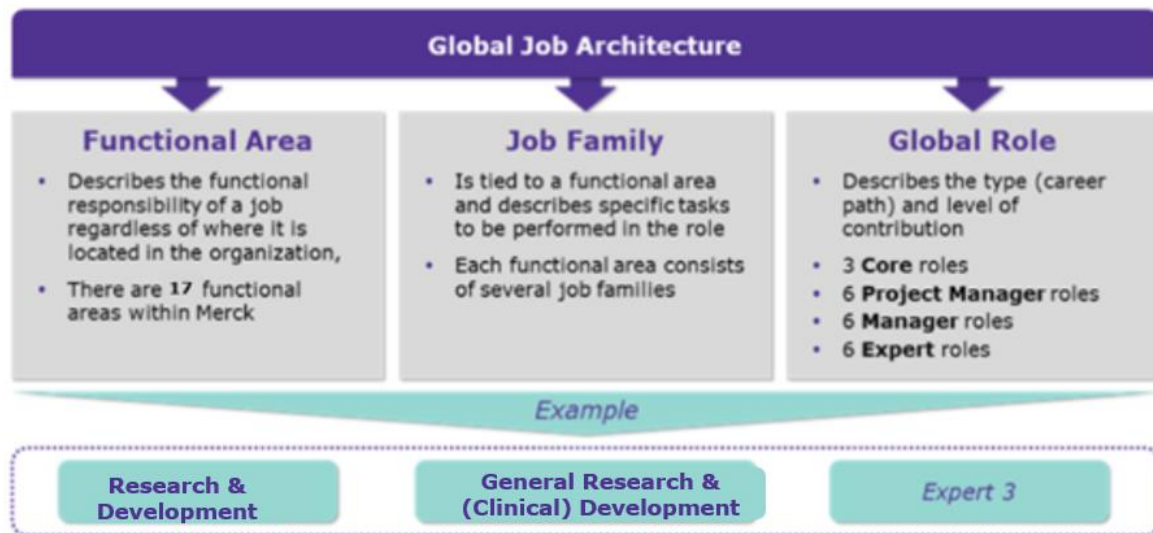 Global Job Architecture
Functional Area
• Describes the functional
responsibility of a job
regardless of where it is
located in the organization,
• There are 17 functional
areas within Merck
Job Family
• Is tied to a functional area
and describes specific tasks
to be performed in the role
• Each functional area consists
of several job families
Global Role
• Describes the type (career
path) and level of
contribution
• 3 Core roles
• 6 Project Manager roles
• 6 Manager roles
• 6 Expert roles
Example
Research &
Development
General Research &
(Clinical) Development
Expert 3